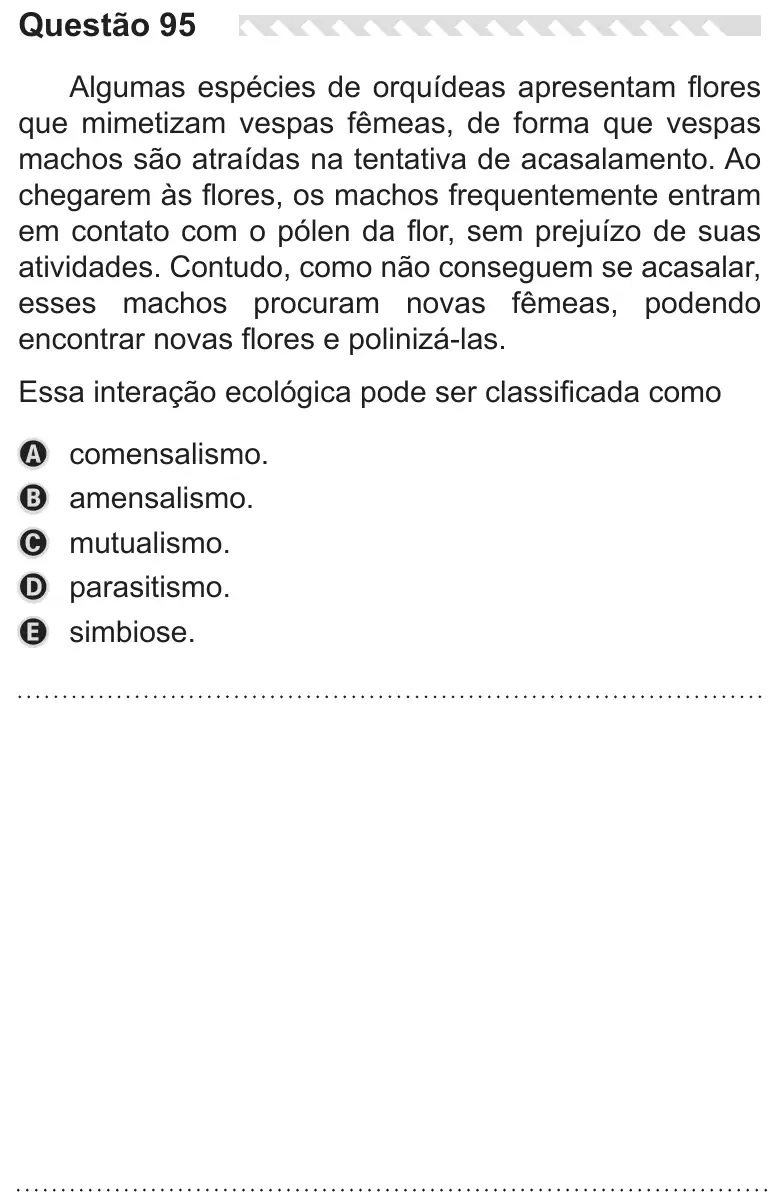 Questão 95
Algumas espécies de orquídeas apresentam flores
que mimetizam vespas fêmeas, de forma que vespas
machos são atraídas na tentativa de acasalamento. Ao
chegarem às flores, os machos frequentemente entram
em contato com o pólen da flor, sem prejuízo de suas
atividades. Contudo, como não conseguem se acasalar,
esses machos procuram novas fêmeas, podendo
encontrar novas flores e polinizá-las.
Essa interação ecológica pode ser classificada como
A comensalismo.
B amensalismo.
C mutualismo.
D parasitismo.
E simbiose.